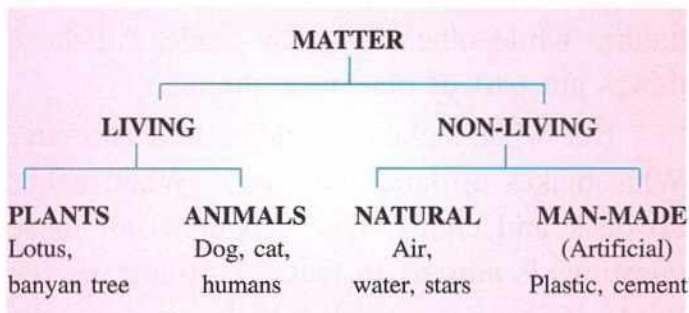 MATTER
LIVING
NON-LIVING
PLANTS
Lotus,
banyan tree
ANIMALS
Dog, cat,
humans
NATURAL
Air,
water, stars
MAN-MADE
(Artificial)
Plastic, cement